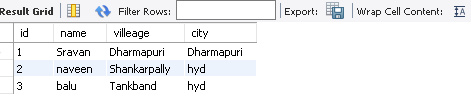 Result Grid Filter Rows: Export: Wrap Cell Content: IA
id name villeage city
1 Sravan Dharmapuri Dharmapuri
2 naveen Shankarpally hyd
3 balu Tankband hyd